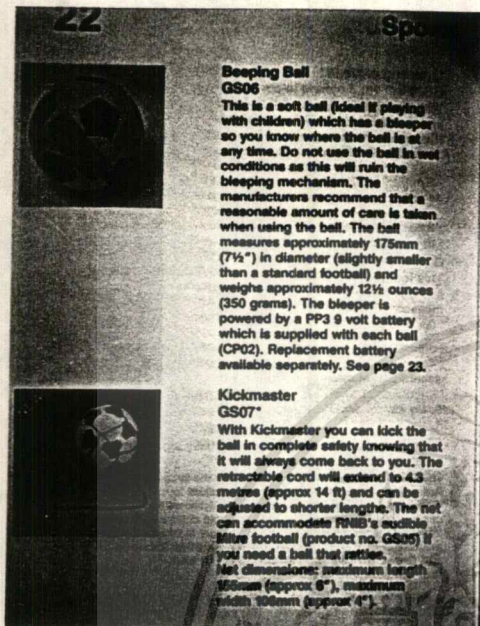 22
Spo
Beeping Ball
GS06
This is a soft ball (ideal if playing
with children) which has a bleeper
so you know where the ball is at
any time. Do not use the ball in wet
conditions as this will ruin the
bleeping mechanism. The
manufacturers recommend that a
reasonable amount of care is taken
when using the ball. The ball
measures approximately 175mm
(7½") in diameter (slightly smaller
than a standard football) and
weighs approximately 12½ ounces
(350 grams). The bleeper is
powered by a PP3 9 volt battery
which is supplied with each ball
(CP02). Replacement battery
available separately. See page 23.
Kickmaster
GS07*
With Kickmaster you can kick the
ball in complete safety knowing that
it will always come back to you. The
retractable cord will extend to 4.3
metres (approx 14 ft) and can be
adjusted to shorter lengths. The net
can accommodate RNIB's audible
Mitre football (product no. GS05) if
you need a ball that rattles.
Net dimensions: maximum length
155mm (approx 6"), maximum
width 106mm (approx 4").